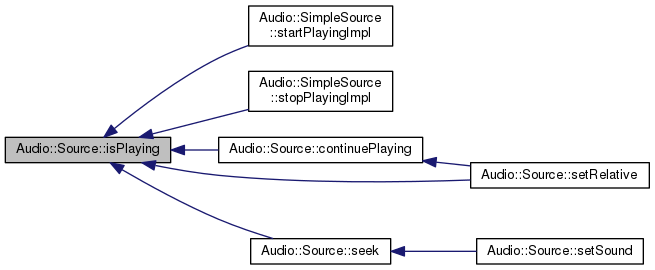 Audio::SimpleSource
::startPlayingImpl
Audio::SimpleSource
::stopPlayingImpl
Audio::Source::isPlaying
Audio::Source::continuePlaying
Audio::Source::setRelative
Audio::Source::seek
Audio::Source::setSound